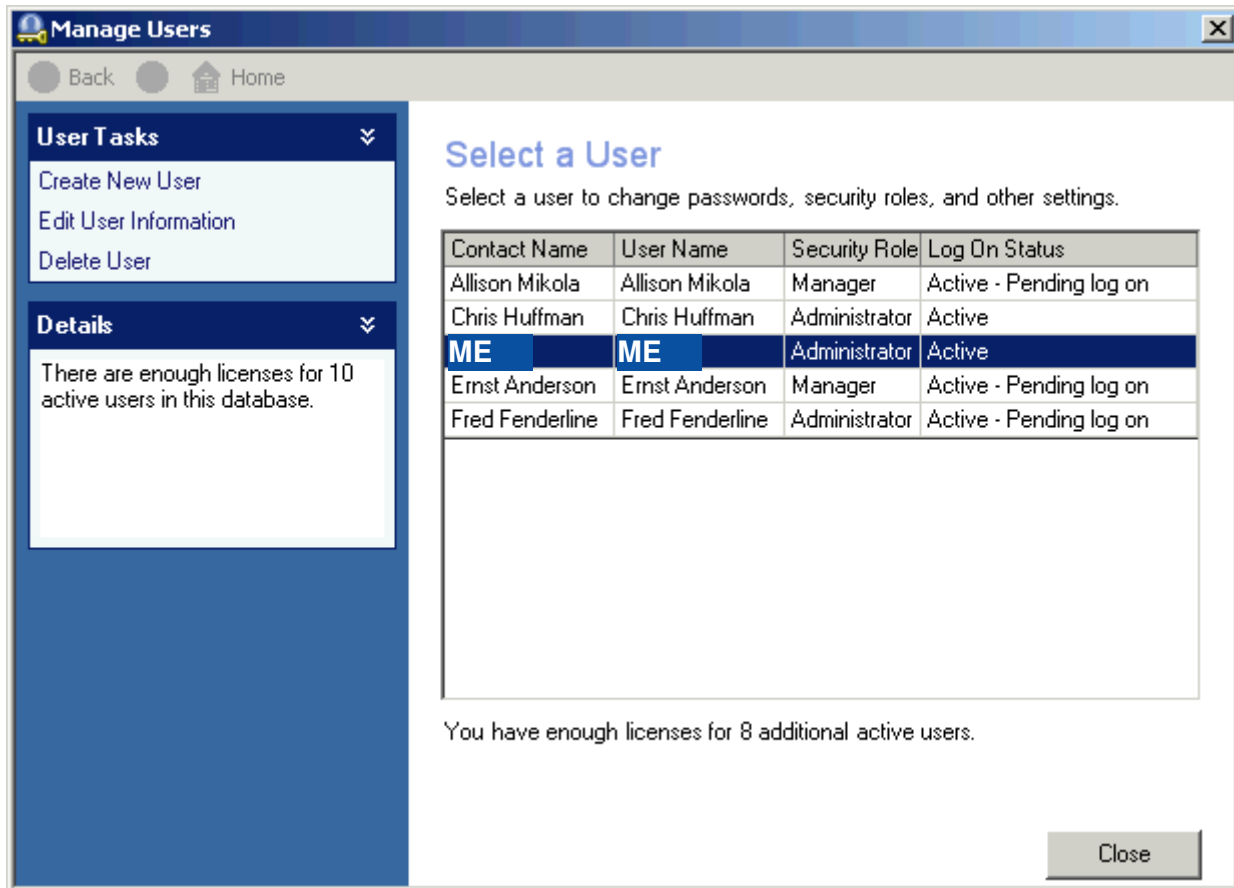 Manage Users
Back Home
User Tasks
Create New User
Edit User Information
Delete User
Details
There are enough licenses for 10
active users in this database.
Select a User
Select a user to change passwords, security roles, and other settings.
Contact Name User Name Security Role Log On Status
Allison Mikola Allison Mikola Manager Active - Pending log on
Chris Huffman Chris Huffman Administrator Active
ME ME Administrator Active
Ernst Anderson Ernst Anderson Manager Active - Pending log on
Fred Fenderline Fred Fenderline Administrator Active - Pending log on
You have enough licenses for 8 additional active users.
Close